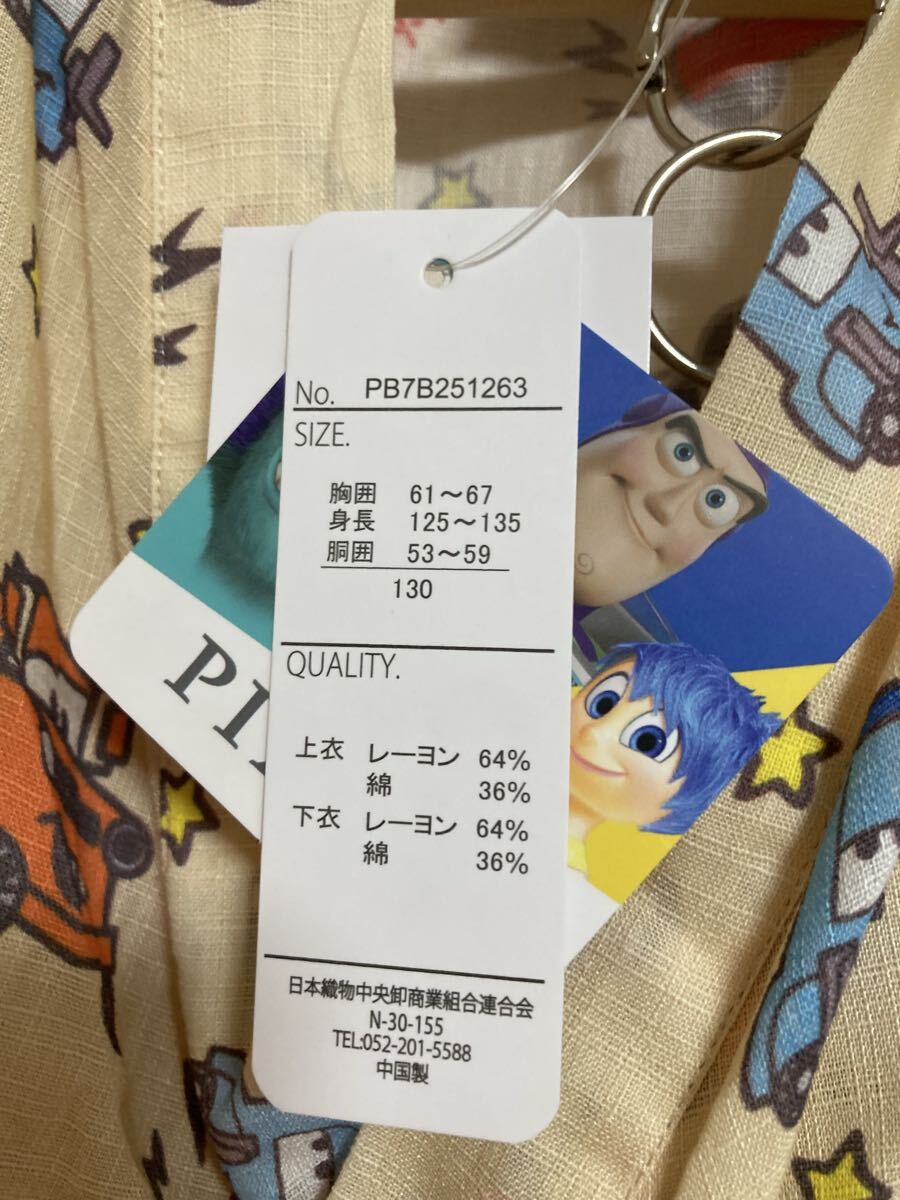 No. PB7B251263
SIZE.
胸囲 61～67
身長 125～135
胴囲 53～59
130
QUALITY.
上衣 レーヨン 64%
綿 36%
下衣 レーヨン 64%
綿 36%
日本織物中央卸商業組合連合会
N-30-155
TEL:052-201-5588
中国製